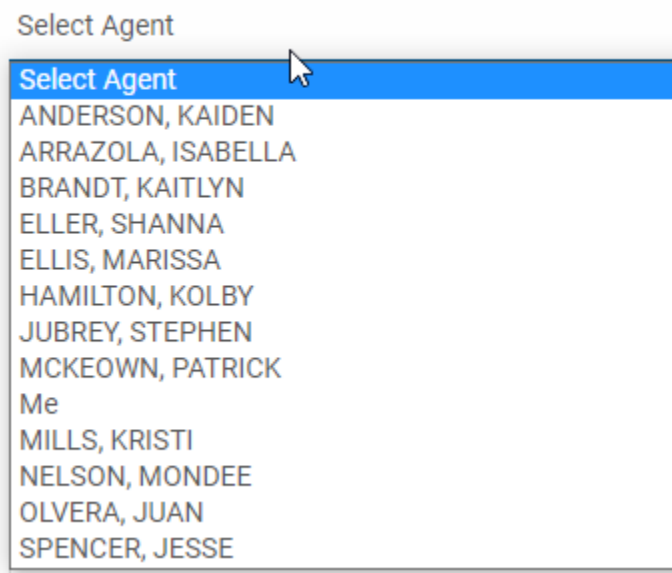 Select Agent
Select Agent
ANDERSON, KAIDEN
ARRAZOLA, ISABELLA
BRANDT, KAITLYN
ELLER, SHANNA
ELLIS, MARISSA
HAMILTON, KOLBY
JUBREY, STEPHEN
MCKEOWN, PATRICK
Me
MILLS, KRISTI
NELSON, MONDEE
OLVERA, JUAN
SPENCER, JESSE